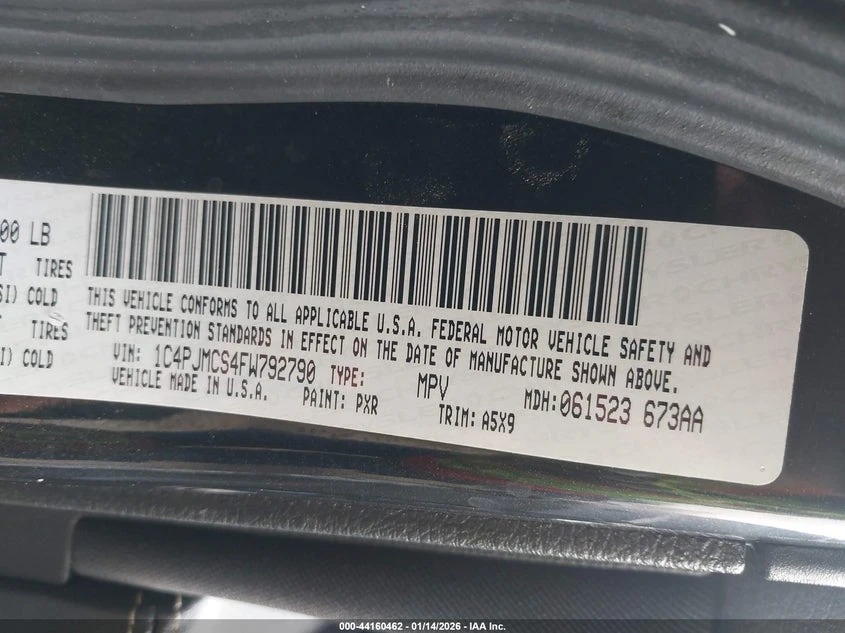 00 LB
TIRES
SI) COLD
TIRES
SI) COLD
THIS VEHICLE CONFORMS TO ALL APPLICABLE U.S.A. FEDERAL MOTOR VEHICLE SAFETY AND
THEFT PREVENTION STANDARDS IN EFFECT ON THE DATE OF MANUFACTURE SHOWN ABOVE.
VIN: 1C4PJMCS4FW792790 TYPE: MPV MDH: 061523 673AA
VEHICLE MADE IN U.S.A. PAINT: PXR TRIM: A5X9
000-44160462 - 01/14/2026 - IAA Inc.